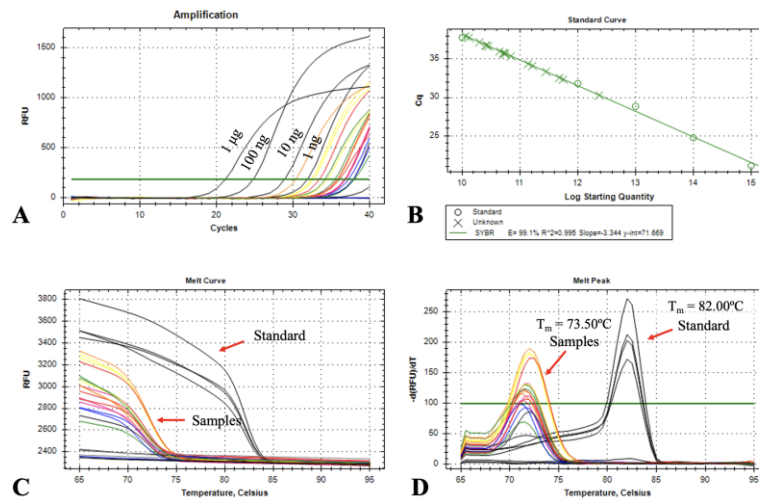 Amplification
1500
1000
500
0
RFU
1 µg
100 ng
10 ng
1 ng
0 10 20 30 40
Cycles
A
Standard Curve
35
30
25
Cq
10 11 12 13 14 15
Log Starting Quantity
Standard
Unknown
SYBR E= 99.1% R^2=0.995 Slope=-3.344 y-int=71.669
B
Melt Curve
3800
3600
3400
3200
3000
2800
2600
2400
RFU
Standard
Samples
65 70 75 80 85 90 95
Temperature, Celsius
C
Melt Peak
250
200
150
100
50
0
-d(RFU)/dT
Tm = 73.50ºC
Samples
Tm = 82.00ºC
Standard
65 70 75 80 85 90 95
Temperature, Celsius
D